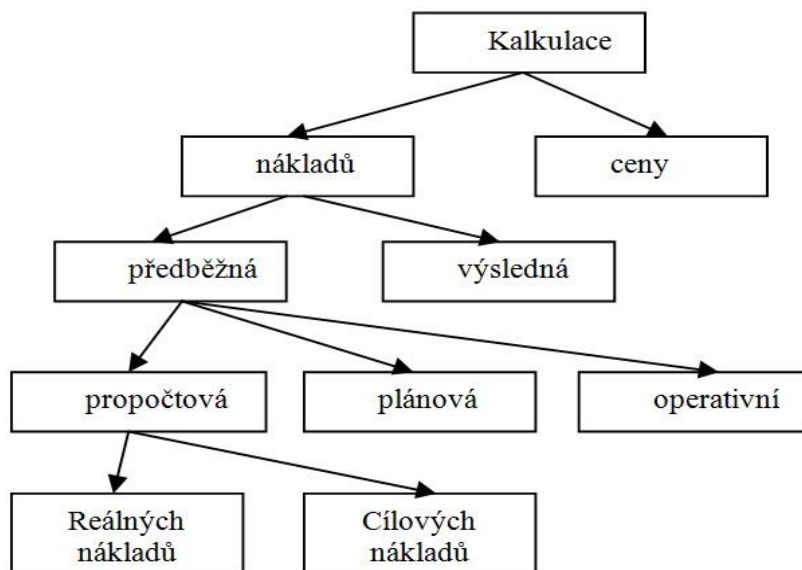 Kalkulace
nákladů
ceny
předběžná
výsledná
propočtová
plánová
operativní
Reálných
nákladů
Cílových
nákladů